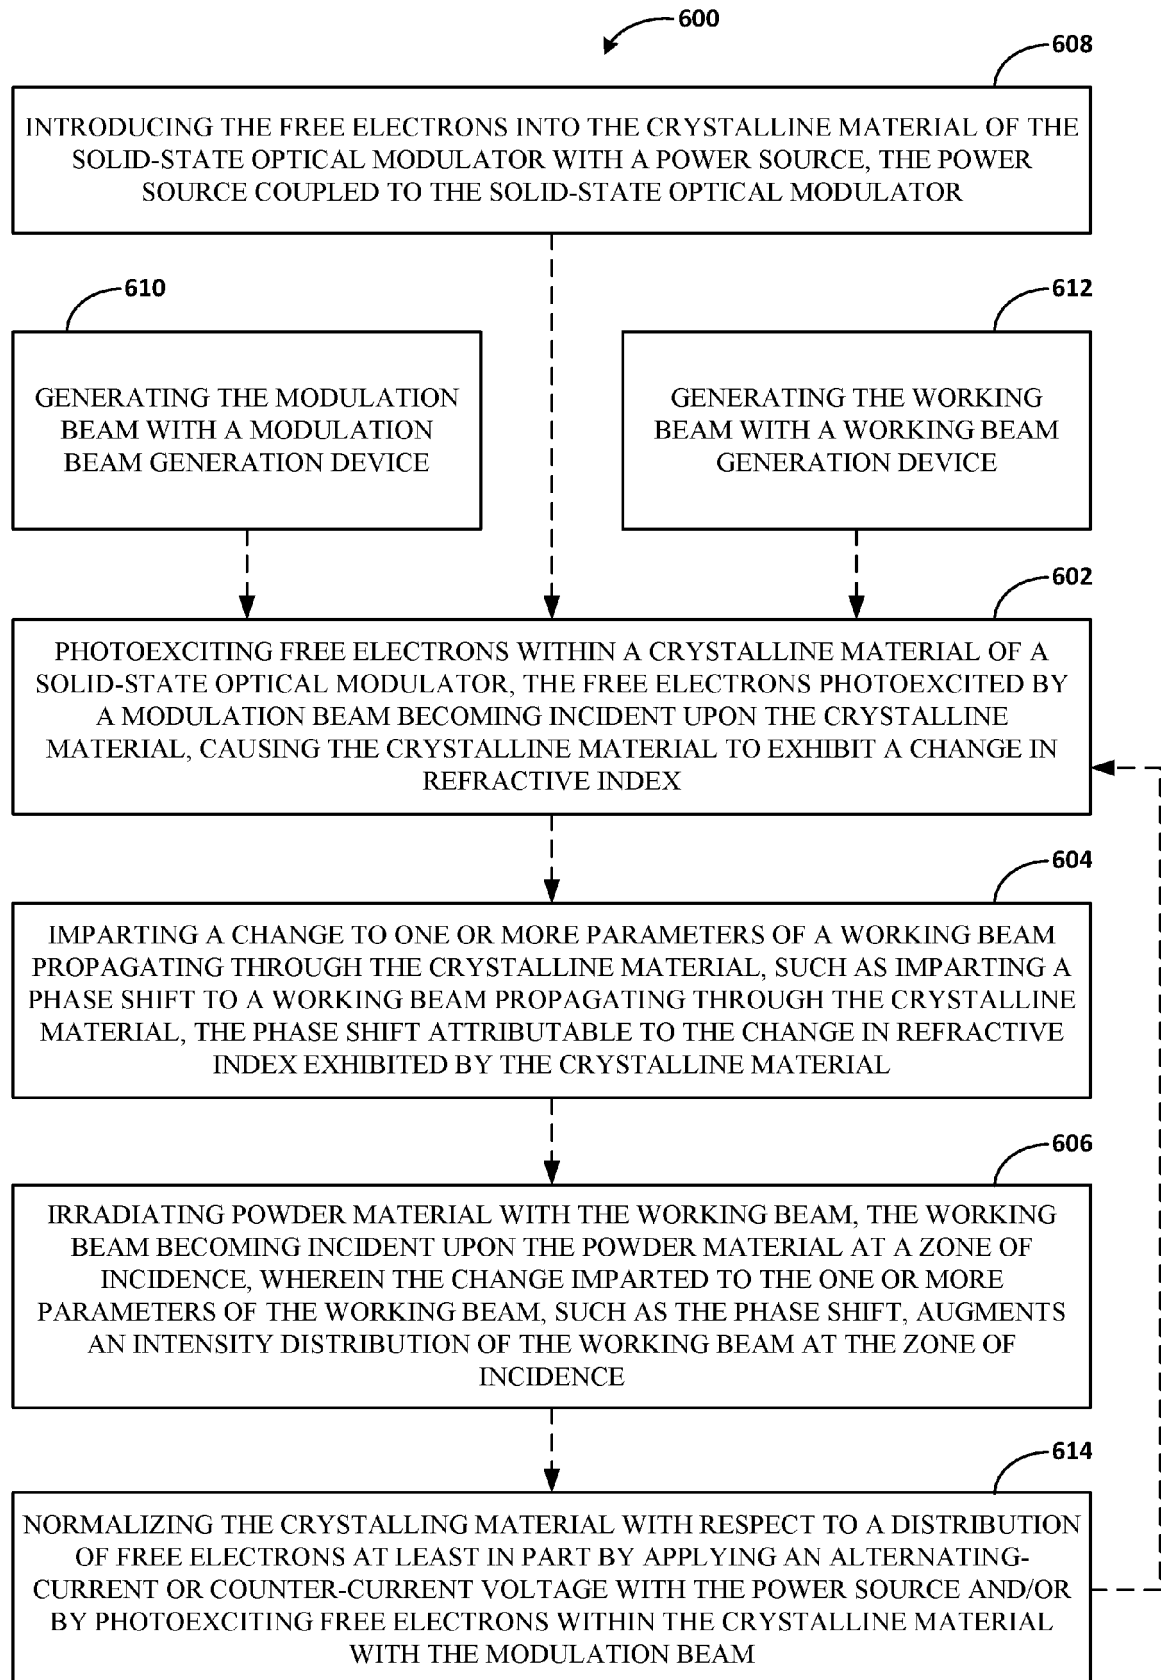 600
608
INTRODUCING THE FREE ELECTRONS INTO THE CRYSTALLINE MATERIAL OF THE
SOLID-STATE OPTICAL MODULATOR WITH A POWER SOURCE, THE POWER
SOURCE COUPLED TO THE SOLID-STATE OPTICAL MODULATOR
610
GENERATING THE MODULATION
BEAM WITH A MODULATION
BEAM GENERATION DEVICE
612
GENERATING THE WORKING
BEAM WITH A WORKING BEAM
GENERATION DEVICE
602
PHOTOEXCITING FREE ELECTRONS WITHIN A CRYSTALLINE MATERIAL OF A
SOLID-STATE OPTICAL MODULATOR, THE FREE ELECTRONS PHOTOEXCITED BY
A MODULATION BEAM BECOMING INCIDENT UPON THE CRYSTALLINE
MATERIAL, CAUSING THE CRYSTALLINE MATERIAL TO EXHIBIT A CHANGE IN
REFRACTIVE INDEX
604
IMPARTING A CHANGE TO ONE OR MORE PARAMETERS OF A WORKING BEAM
PROPAGATING THROUGH THE CRYSTALLINE MATERIAL, SUCH AS IMPARTING A
PHASE SHIFT TO A WORKING BEAM PROPAGATING THROUGH THE CRYSTALLINE
MATERIAL, THE PHASE SHIFT ATTRIBUTABLE TO THE CHANGE IN REFRACTIVE
INDEX EXHIBITED BY THE CRYSTALLINE MATERIAL
606
IRRADIATING POWDER MATERIAL WITH THE WORKING BEAM, THE WORKING
BEAM BECOMING INCIDENT UPON THE POWDER MATERIAL AT A ZONE OF
INCIDENCE, WHEREIN THE CHANGE IMPARTED TO THE ONE OR MORE
PARAMETERS OF THE WORKING BEAM, SUCH AS THE PHASE SHIFT, AUGMENTS
AN INTENSITY DISTRIBUTION OF THE WORKING BEAM AT THE ZONE OF
INCIDENCE
614
NORMALIZING THE CRYSTALLING MATERIAL WITH RESPECT TO A DISTRIBUTION
OF FREE ELECTRONS AT LEAST IN PART BY APPLYING AN ALTERNATING-
CURRENT OR COUNTER-CURRENT VOLTAGE WITH THE POWER SOURCE AND/OR
BY PHOTOEXCITING FREE ELECTRONS WITHIN THE CRYSTALLINE MATERIAL
WITH THE MODULATION BEAM